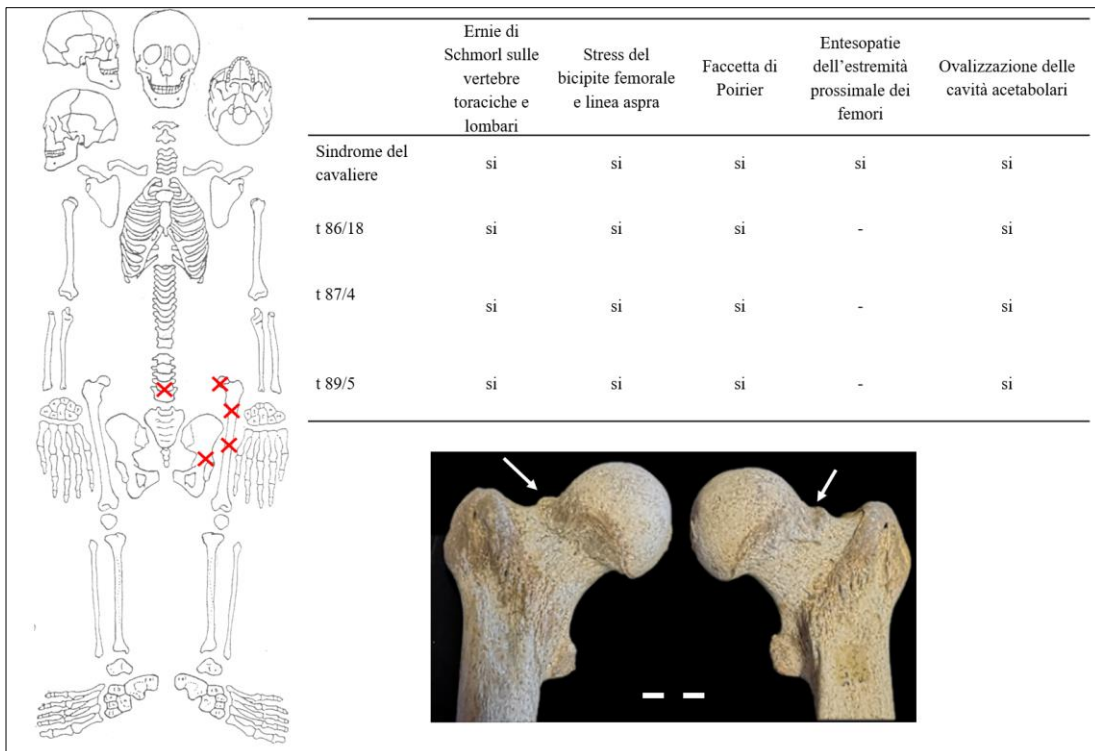 Ernie di
Schmorl sulle
vertebre
toraciche e
lombari
Stress del
bicipite femorale
e linea aspra
Faccetta di
Poirier
Entesopatie
dell’estremità
prossimale dei
femori
Ovalizzazione delle
cavità acetabolari
Sindrome del
cavaliere
si si si si si
t 86/18 si si si - si
t 87/4
si si si - si
t 89/5 si si si - si